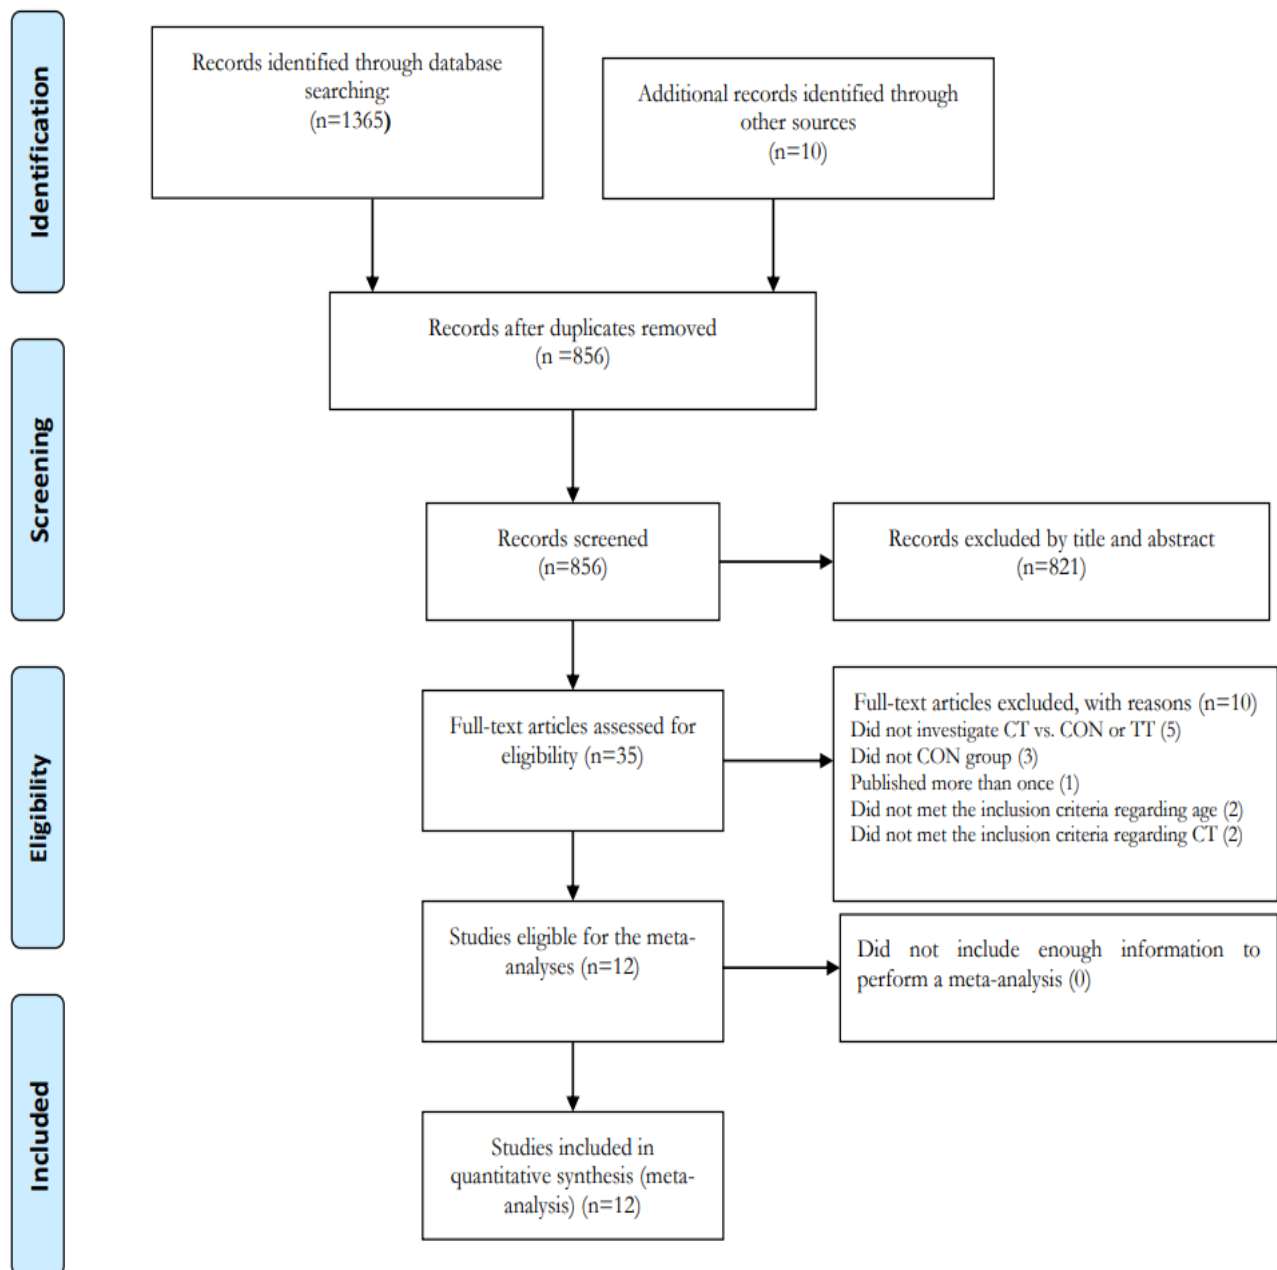 Identification
Records identified through database
searching:
(n=1365)
Additional records identified through
other sources
(n=10)
Records after duplicates removed
(n =856)
Screening
Records screened
(n=856)
Records excluded by title and abstract
(n=821)
Eligibility
Full-text articles assessed for
eligibility (n=35)
Full-text articles excluded, with reasons (n=10)
Did not investigate CT vs. CON or TT (5)
Did not CON group (3)
Published more than once (1)
Did not met the inclusion criteria regarding age (2)
Did not met the inclusion criteria regarding CT (2)
Studies eligible for the meta-
analyses (n=12)
Did not include enough information to
perform a meta-analysis (0)
Included
Studies included in
quantitative synthesis (meta-
analysis) (n=12)